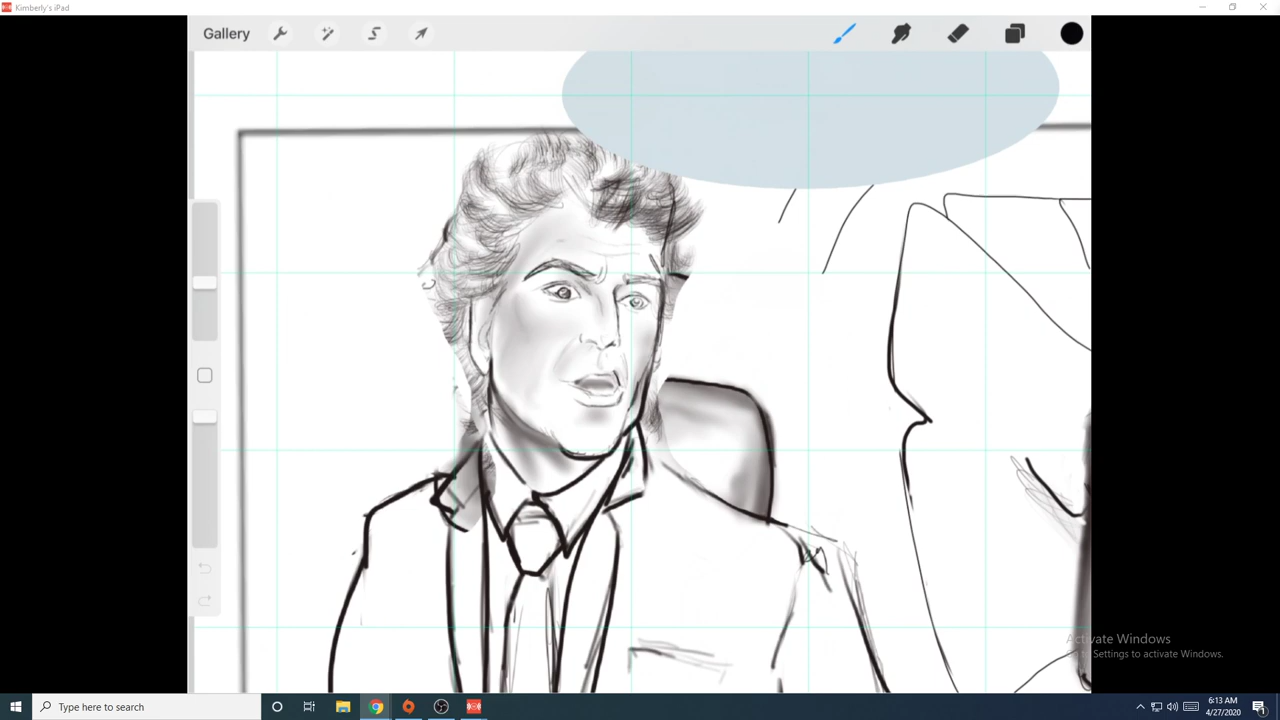 Kimberly's iPad
Gallery
Activate Windows
Go to Settings to activate Windows.
Type here to search
6:13 AM
4/27/2020